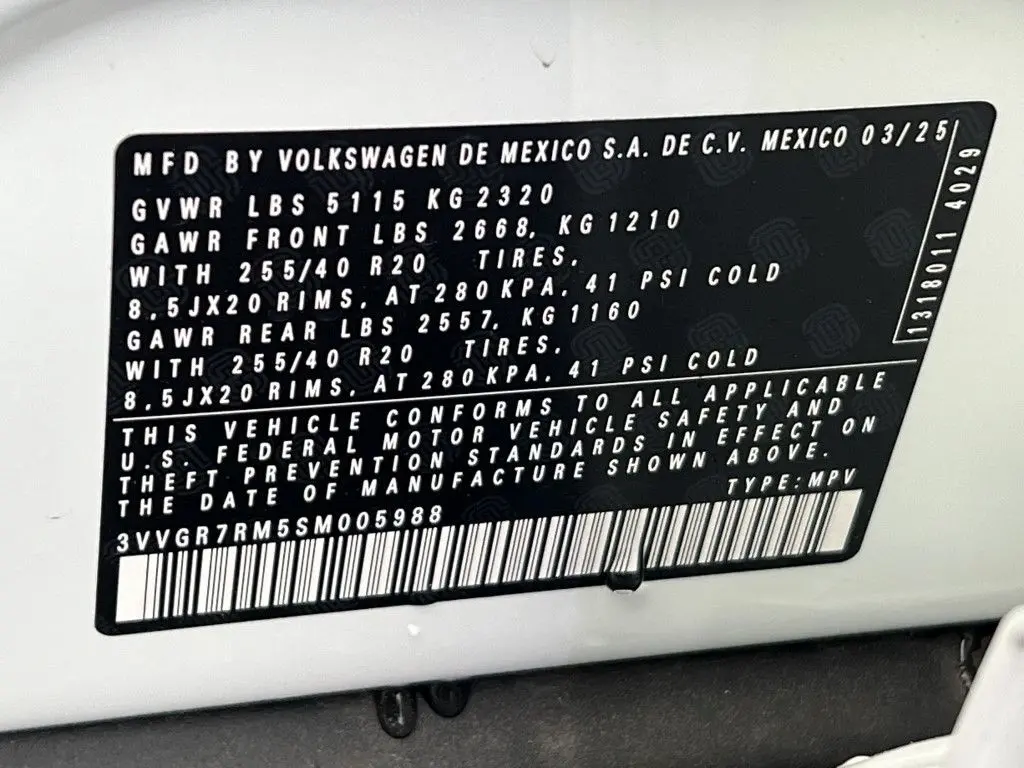 MFD BY VOLKSWAGEN DE MEXICO S.A. DE C.V. MEXICO 03/25
GVWR LBS 5115 KG 2320
GAWR FRONT LBS 2668, KG 1210
WITH 255/40 R20 TIRES,
8,5JX20 RIMS, AT 280 KPA, 41 PSI COLD
GAWR REAR LBS 2557, KG 1160
WITH 255/40 R20 TIRES,
8,5JX20 RIMS, AT 280 KPA, 41 PSI COLD
1318011 4029
THIS VEHICLE CONFORMS TO ALL APPLICABLE
U.S. FEDERAL MOTOR VEHICLE SAFETY AND
THEFT PREVENTION STANDARDS IN EFFECT ON
THE DATE OF MANUFACTURE SHOWN ABOVE.
TYPE:MPV
3VVGR7RM5SM005988